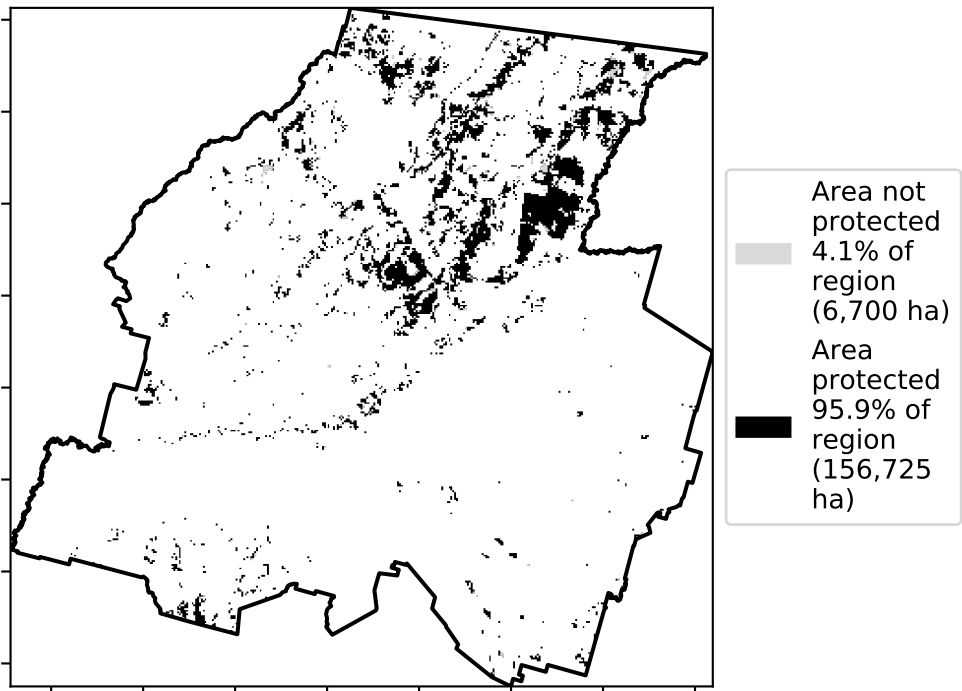 Area not
protected
4.1% of
region
(6,700 ha)
Area
protected
95.9% of
region
(156,725
ha)